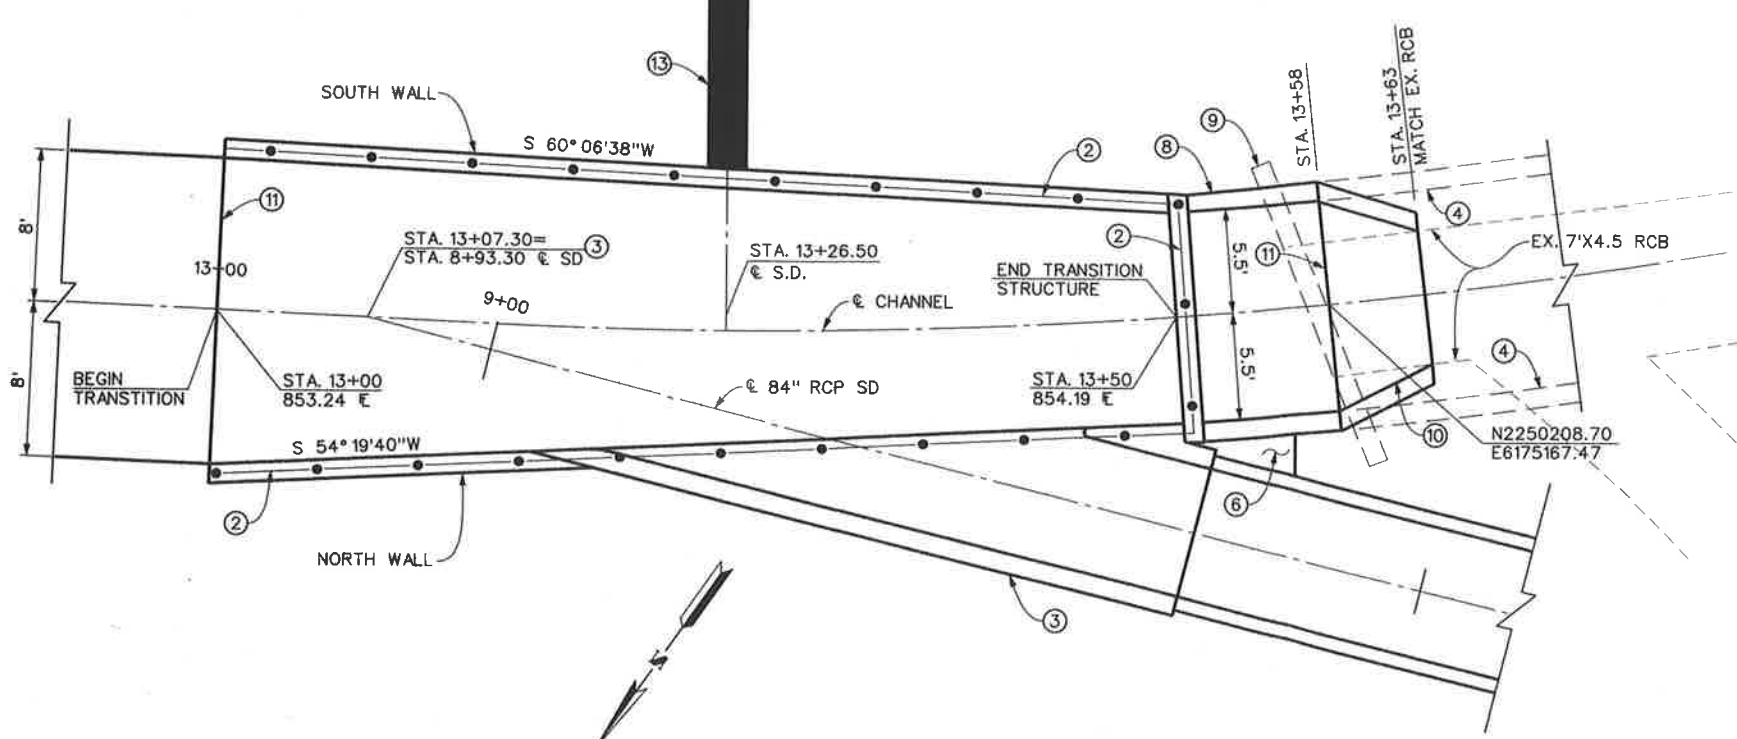 13
SOUTH WALL
S 60°06'38"W
2
8
9
STA. 13+58
STA. 13+63
MATCH EX. RCB
8'
11
STA. 13+07.30=
STA. 8+93.30 ℄ SD
3
13+00
9+00
STA. 13+26.50
℄ S.D.
℄ CHANNEL
2
END TRANSITION
STRUCTURE
11
5.5'
4
EX. 7'X4.5 RCB
8'
BEGIN
TRANSTITION
STA. 13+00
853.24
℄ 84" RCP SD
STA. 13+50
854.19
5.5'
4
10
N2250208.70
E6175167.47
S 54°19'40"W
2
NORTH WALL
6
3
N